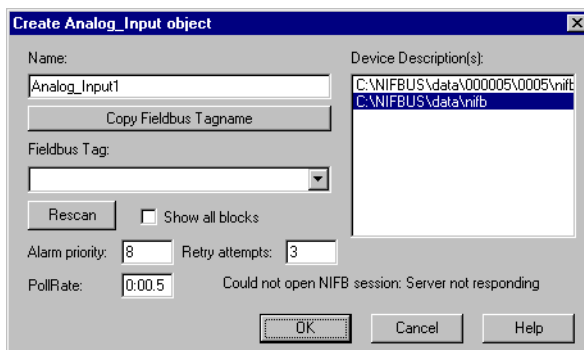 Create Analog_Input object
Name:
Analog_Input1
Copy Fieldbus Tagname
Fieldbus Tag:
Rescan
Show all blocks
Alarm priority: 8 Retry attempts: 3
PollRate: 0:00.5
Device Description(s):
C:\NIFBUS\data\000005\0005\nifb
C:\NIFBUS\data\nifb
Could not open NIFB session: Server not responding
OK Cancel Help